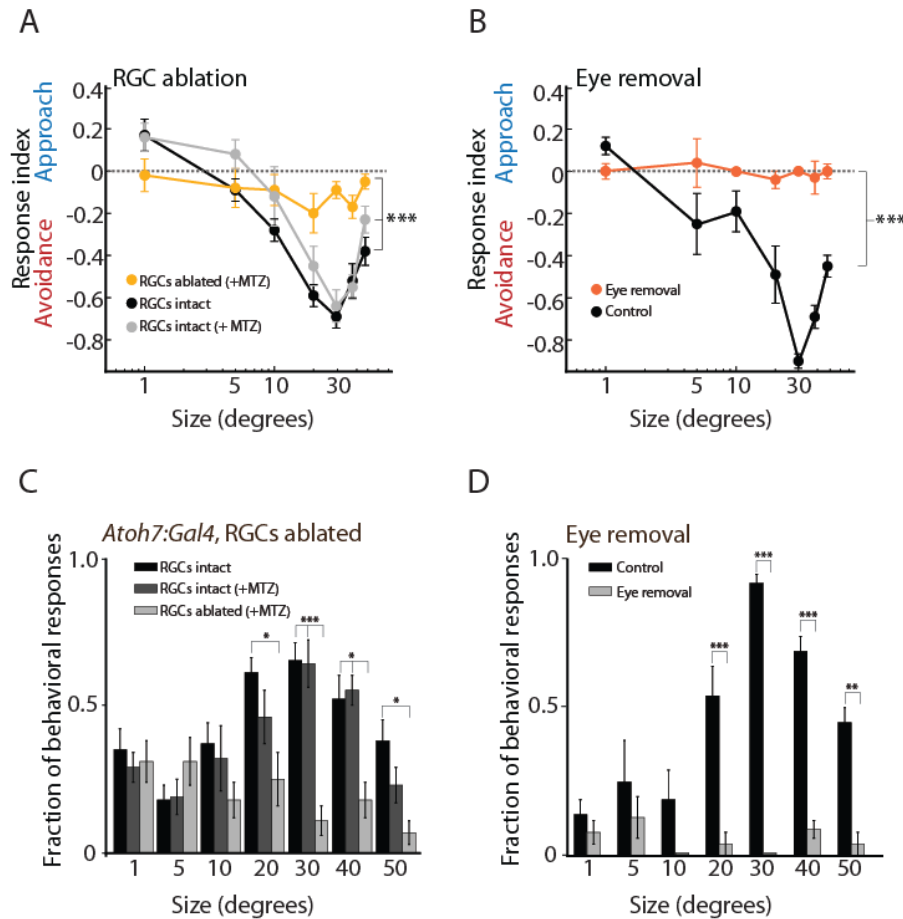 A
RGC ablation
Response index
Avoidance Approach
0.4
0.2
0
-0.2
-0.4
-0.6
-0.8
***
RGCs ablated (+MTZ)
RGCs intact
RGCs intact (+ MTZ)
1 5 10 30
Size (degrees)
B
Eye removal
Response index
Avoidance Approach
0.4
0.2
0
-0.2
-0.4
-0.6
-0.8
***
Eye removal
Control
1 5 10 30
Size (degrees)
C
Atoh7:Gal4, RGCs ablated
Fraction of behavioral responses
1.0
0.5
0
RGCs intact
RGCs intact (+MTZ)
RGCs ablated (+MTZ)
*
***
*
*
1 5 10 20 30 40 50
Size (degrees)
D
Eye removal
Fraction of behavioral responses
1.0
0.5
0
Control
Eye removal
***
***
***
**
1 5 10 20 30 40 50
Size (degrees)